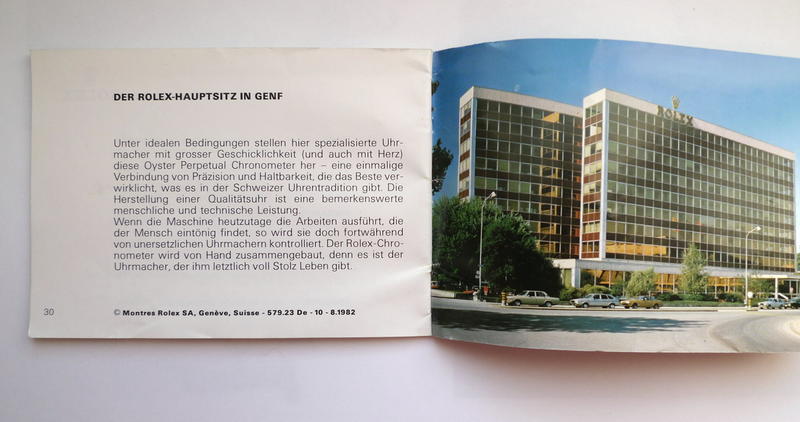 DER ROLEX-HAUPTSITZ IN GENF
Unter idealen Bedingungen stellen hier spezialisierte Uhr-
macher mit grosser Geschicklichkeit (und auch mit Herz)
diese Oyster Perpetual Chronometer her – eine einmalige
Verbindung von Präzision und Haltbarkeit, die das Beste ver-
wirklicht, was es in der Schweizer Uhrentradition gibt. Die
Herstellung einer Qualitätsuhr ist eine bemerkenswerte
menschliche und technische Leistung.
Wenn die Maschine heutzutage die Arbeiten ausführt, die
der Mensch eintönig findet, so wird sie doch fortwährend
von unersetzlichen Uhrmachern kontrolliert. Der Rolex-Chro-
nometer wird von Hand zusammengebaut, denn es ist der
Uhrmacher, der ihm letztlich voll Stolz Leben gibt.
30
© Montres Rolex SA, Genève, Suisse - 579.23 De - 10 - 8.1982
ROLEX